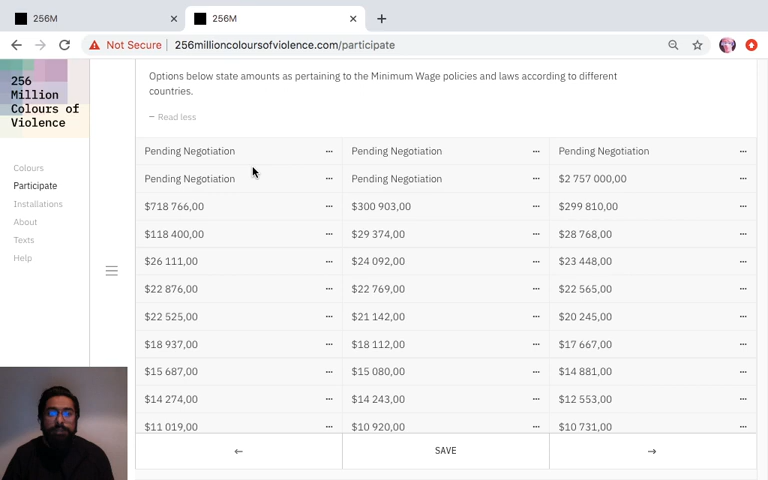 256M
256M
Not Secure | 256millioncoloursofviolence.com/participate
256
Million
Colours of
Violence
Colours
Participate
Installations
About
Texts
Help
Options below state amounts as pertaining to the Minimum Wage policies and laws according to different
countries.
Read less
Pending Negotiation Pending Negotiation Pending Negotiation
Pending Negotiation Pending Negotiation $2 757 000,00
$718 766,00 $300 903,00 $299 810,00
$118 400,00 $29 374,00 $28 768,00
$26 111,00 $24 092,00 $23 448,00
$22 876,00 $22 769,00 $22 565,00
$22 525,00 $21 142,00 $20 245,00
$18 937,00 $18 112,00 $17 667,00
$15 687,00 $15 080,00 $14 881,00
$14 274,00 $14 243,00 $12 553,00
$11 019,00 $10 920,00 $10 731,00
SAVE